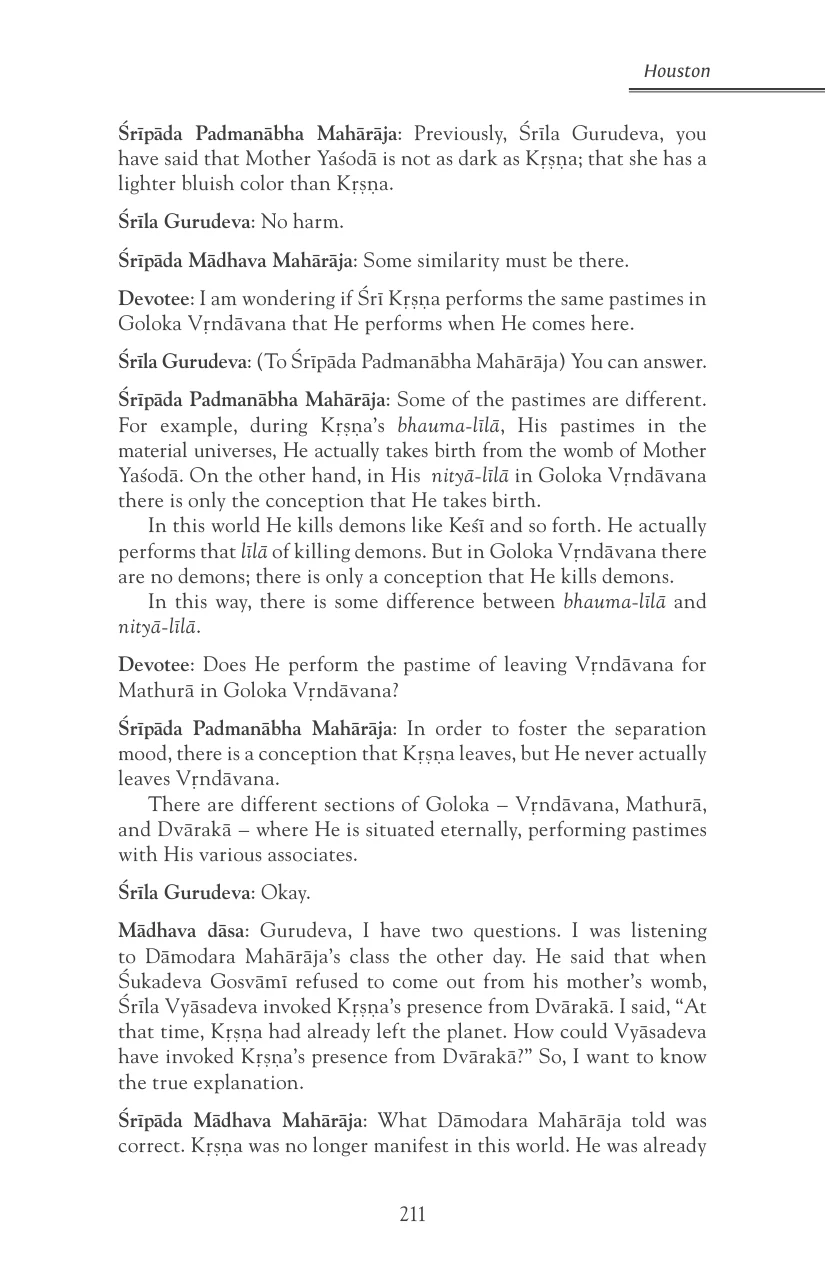 Houston
Śrīpāda Padmanābha Mahārāja: Previously, Śrīla Gurudeva, you
have said that Mother Yaśodā is not as dark as Kṛṣṇa; that she has a
lighter bluish color than Kṛṣṇa.
Śrīla Gurudeva: No harm.
Śrīpāda Mādhava Mahārāja: Some similarity must be there.
Devotee: I am wondering if Śrī Kṛṣṇa performs the same pastimes in
Goloka Vṛndāvana that He performs when He comes here.
Śrīla Gurudeva: (To Śrīpāda Padmanābha Mahārāja) You can answer.
Śrīpāda Padmanābha Mahārāja: Some of the pastimes are different.
For example, during Kṛṣṇa’s bhauma-līlā, His pastimes in the
material universes, He actually takes birth from the womb of Mother
Yaśodā. On the other hand, in His nityā-līlā in Goloka Vṛndāvana
there is only the conception that He takes birth.
In this world He kills demons like Keśī and so forth. He actually
performs that līlā of killing demons. But in Goloka Vṛndāvana there
are no demons; there is only a conception that He kills demons.
In this way, there is some difference between bhauma-līlā and
nityā-līlā.
Devotee: Does He perform the pastime of leaving Vṛndāvana for
Mathurā in Goloka Vṛndāvana?
Śrīpāda Padmanābha Mahārāja: In order to foster the separation
mood, there is a conception that Kṛṣṇa leaves, but He never actually
leaves Vṛndāvana.
There are different sections of Goloka – Vṛndāvana, Mathurā,
and Dvārakā – where He is situated eternally, performing pastimes
with His various associates.
Śrīla Gurudeva: Okay.
Mādhava dāsa: Gurudeva, I have two questions. I was listening
to Dāmodara Mahārāja’s class the other day. He said that when
Śukadeva Gosvāmī refused to come out from his mother’s womb,
Śrīla Vyāsadeva invoked Kṛṣṇa’s presence from Dvārakā. I said, “At
that time, Kṛṣṇa had already left the planet. How could Vyāsadeva
have invoked Kṛṣṇa’s presence from Dvārakā?” So, I want to know
the true explanation.
Śrīpāda Mādhava Mahārāja: What Dāmodara Mahārāja told was
correct. Kṛṣṇa was no longer manifest in this world. He was already
211